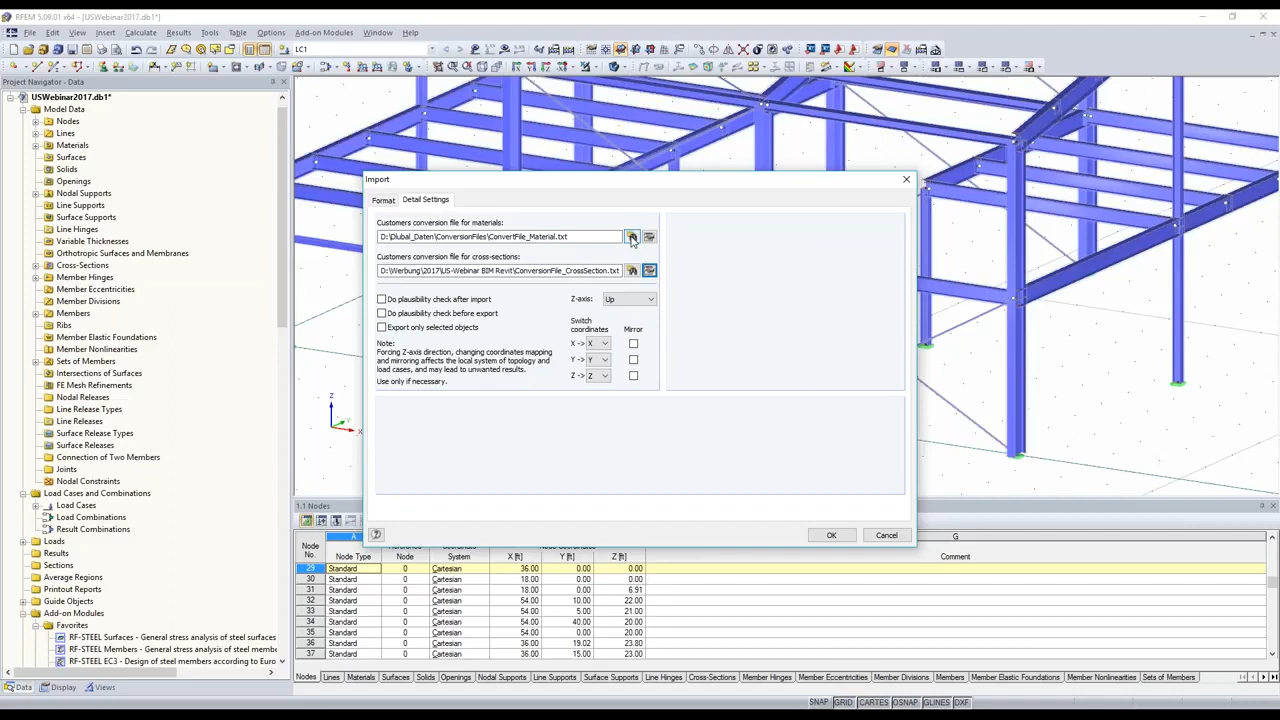 RFEM 5.09.01 x64 - [USWebinar2017.db1*]
File Edit View Insert Calculate Results Tools Table Options Add-on Modules Window Help
LC1
Project Navigator - Data
USWebinar2017.db1*
Model Data
Nodes
Lines
Materials
Surfaces
Solids
Openings
Nodal Supports
Line Supports
Surface Supports
Line Hinges
Variable Thicknesses
Orthotropic Surfaces and Membranes
Cross-Sections
Member Hinges
Member Eccentricities
Member Divisions
Members
Ribs
Member Elastic Foundations
Member Nonlinearities
Sets of Members
Intersections of Surfaces
FE Mesh Refinements
Nodal Releases
Line Release Types
Line Releases
Surface Release Types
Surface Releases
Connection of Two Members
Joints
Nodal Constraints
Load Cases and Combinations
Load Cases
Load Combinations
Result Combinations
Loads
Results
Sections
Average Regions
Printout Reports
Guide Objects
Add-on Modules
Favorites
RF-STEEL Surfaces - General stress analysis of steel surfaces
RF-STEEL Members - General stress analysis of steel membe
RF-STEEL EC3 - Design of steel members according to Euro
Data Display Views
Import
Format Detail Settings
Customers conversion file for materials:
D:\Dlubal_Daten\ConversionFiles\ConvertFile_Material.txt
Customers conversion file for cross-sections:
D:\Werbung\2017\US-Webinar BIM Revit\ConversionFile_CrossSection.txt
Do plausibility check after import
Do plausibility check before export
Export only selected objects
Note:
Forcing Z-axis direction, changing coordinates mapping
and mirroring affects the local system of topology and
load cases, and may lead to unwanted results.
Use only if necessary.
Z-axis: Up
Switch
coordinates Mirror
X -> X
Y -> Y
Z -> Z
OK Cancel
Z
X
1.1 Nodes
A G
Node
No.
Node Type Node System X [ft] Y [ft] Z [ft] Comment
29 Standard 0 Cartesian 36.00 0.00 0.00
30 Standard 0 Cartesian 18.00 0.00 0.00
31 Standard 0 Cartesian 18.00 0.00 6.91
32 Standard 0 Cartesian 54.00 10.00 22.00
33 Standard 0 Cartesian 54.00 5.00 21.00
34 Standard 0 Cartesian 54.00 40.00 20.00
35 Standard 0 Cartesian 54.00 0.00 20.00
36 Standard 0 Cartesian 36.00 19.02 23.80
37 Standard 0 Cartesian 36.00 15.00 23.00
Nodes Lines Materials Surfaces Solids Openings Nodal Supports Line Supports Surface Supports Line Hinges Cross-Sections Member Hinges Member Eccentricities Member Divisions Members Member Elastic Foundations Member Nonlinearities Sets of Members
SNAP GRID CARTES OSNAP GLINES DXF